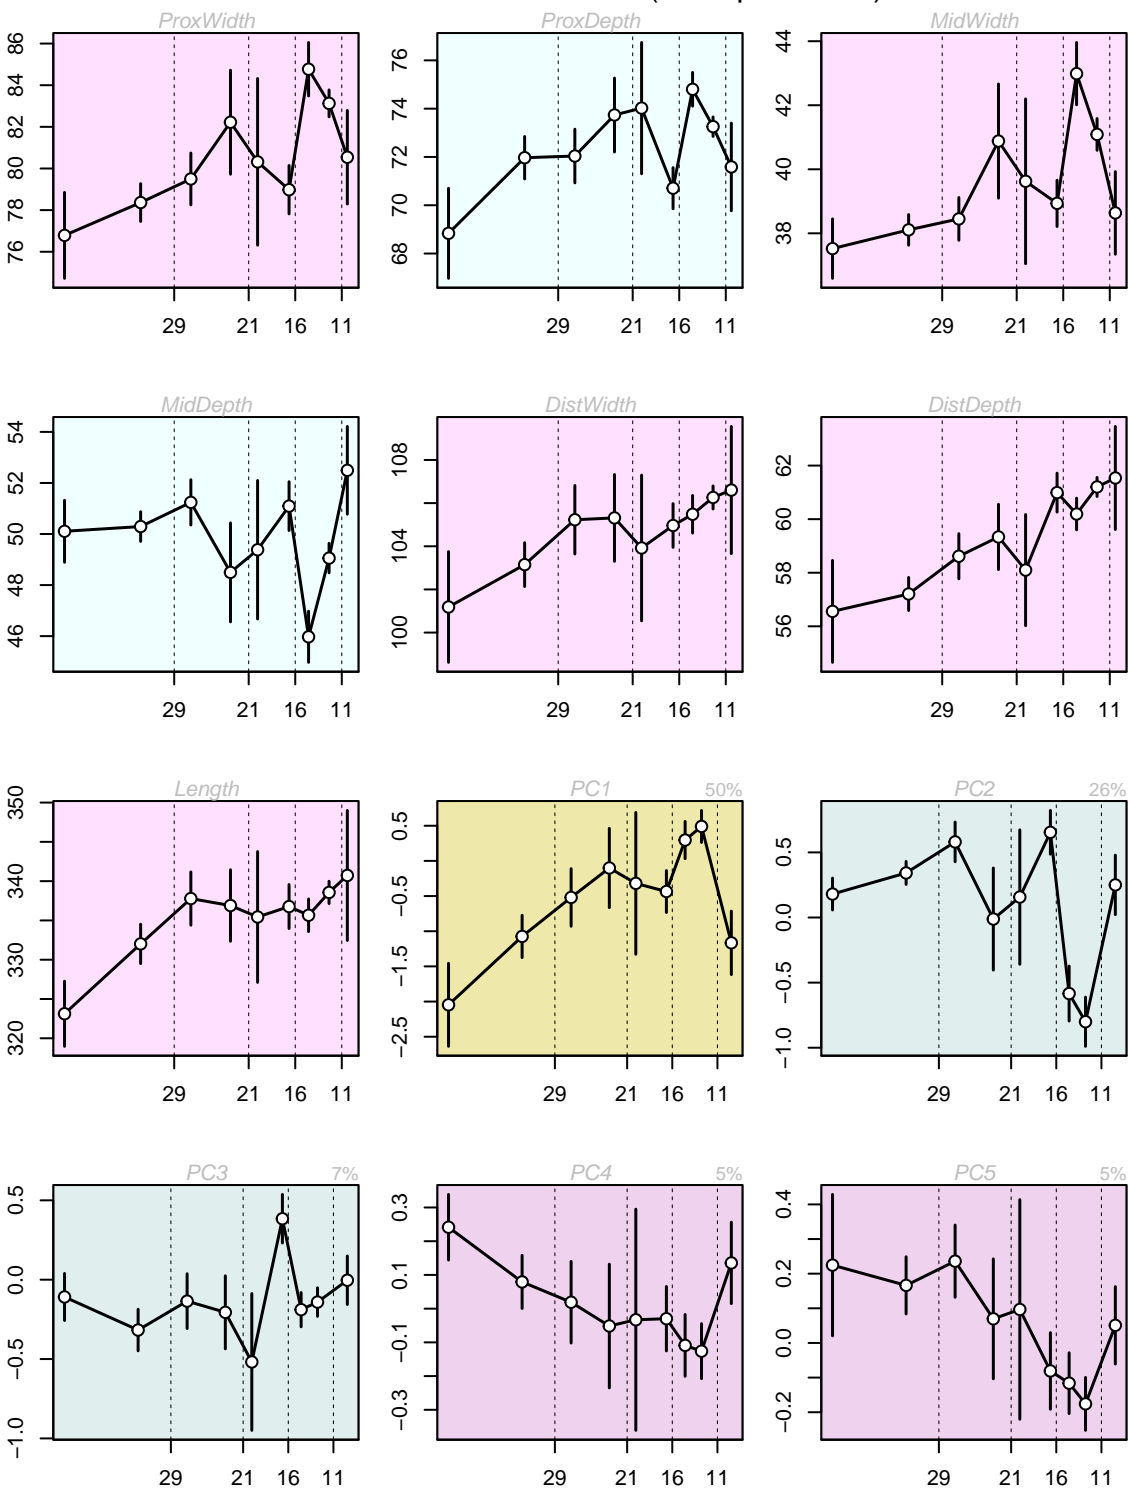 ProxWidth
86
84
82
80
78
76
29 21 16 11
ProxDepth
76
74
72
70
68
29 21 16 11
MidWidth
44
42
40
38
29 21 16 11
MidDepth
54
52
50
48
46
29 21 16 11
DistWidth
108
104
100
29 21 16 11
DistDepth
62
60
58
56
29 21 16 11
Length
350
340
330
320
29 21 16 11
PC1 50%
0.5
−0.5
−1.5
−2.5
29 21 16 11
PC2 26%
0.5
0.0
−0.5
−1.0
29 21 16 11
PC3 7%
0.5
0.0
−0.5
−1.0
29 21 16 11
PC4 5%
0.3
0.1
−0.1
−0.3
29 21 16 11
PC5 5%
0.4
0.2
0.0
−0.2
29 21 16 11